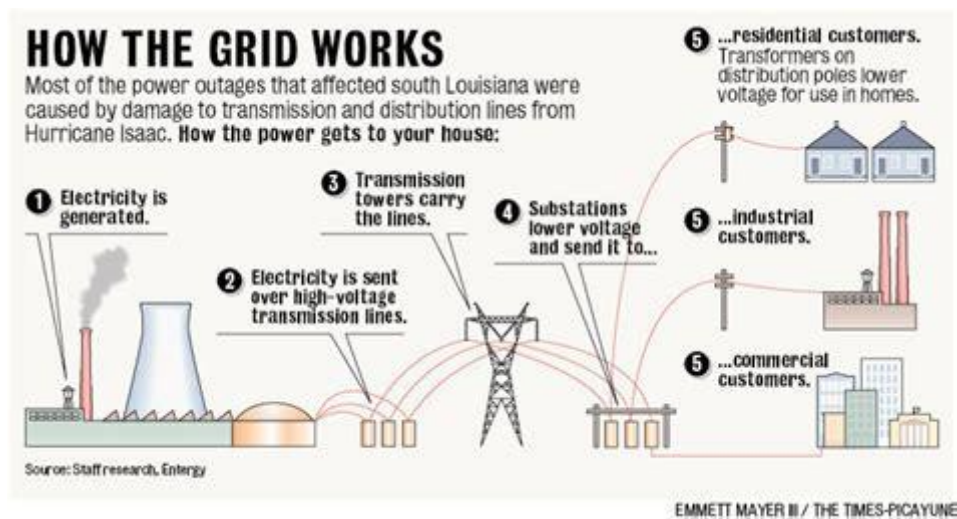 HOW THE GRID WORKS
Most of the power outages that affected south Louisiana were
caused by damage to transmission and distribution lines from
Hurricane Isaac. How the power gets to your house:
1 Electricity is
generated.
2 Electricity is sent
over high-voltage
transmission lines.
3 Transmission
towers carry
the lines.
4 Substations
lower voltage
and send it to...
5 ...residential customers.
Transformers on
distribution poles lower
voltage for use in homes.
5 ...industrial
customers.
5 ...commercial
customers.
Source: Staff research, Entergy
EMMETT MAYER III / THE TIMES-PICAYUNE